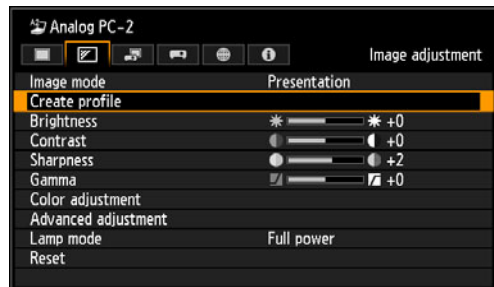 Analog PC-2
Image adjustment
Image mode Presentation
Create profile
Brightness +0
Contrast +0
Sharpness +2
Gamma +0
Color adjustment
Advanced adjustment
Lamp mode Full power
Reset